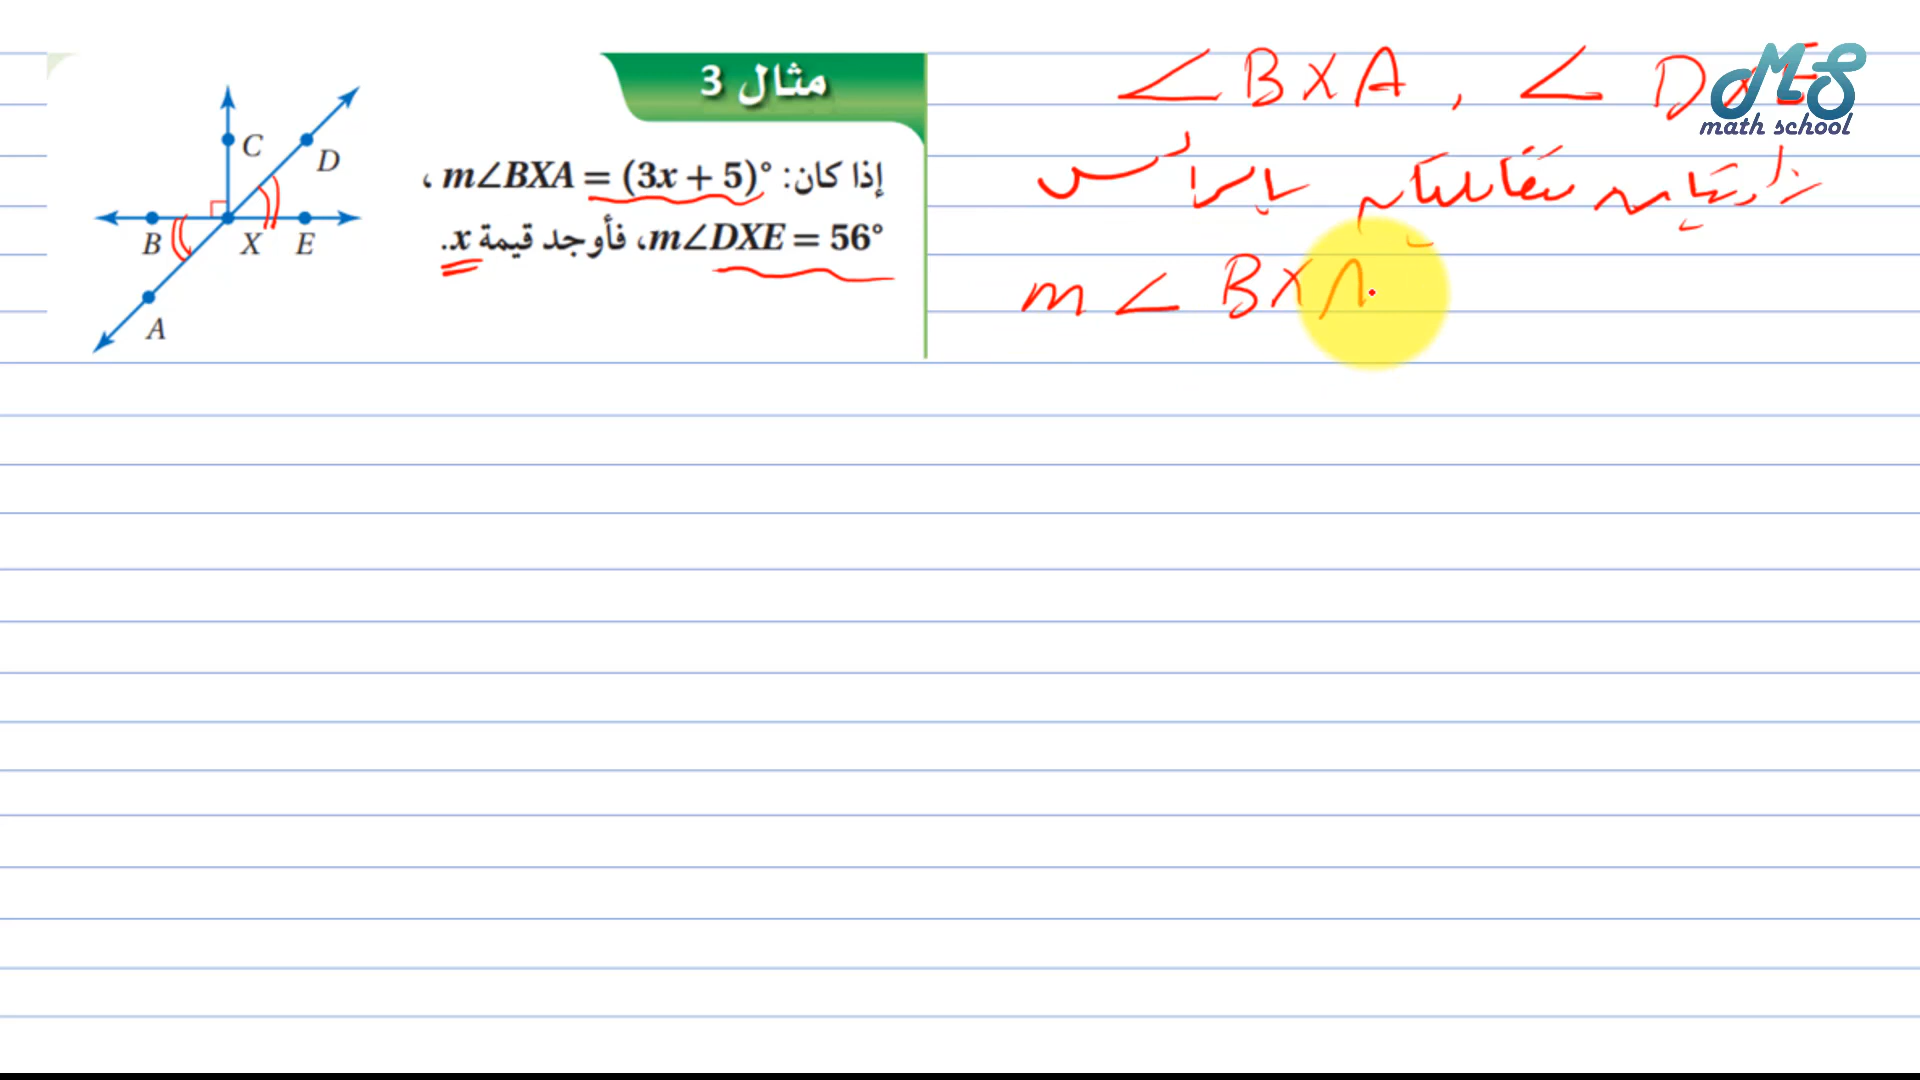 مثال 3
إذا كان: m∠BXA = (3x + 5)° ،
m∠DXE = 56°، فأوجد قيمة x.
C
D
B
X
E
A
∠BXA , ∠DXE
زاويتان متقابلتان بالرأس
m∠BXA
MS
math school